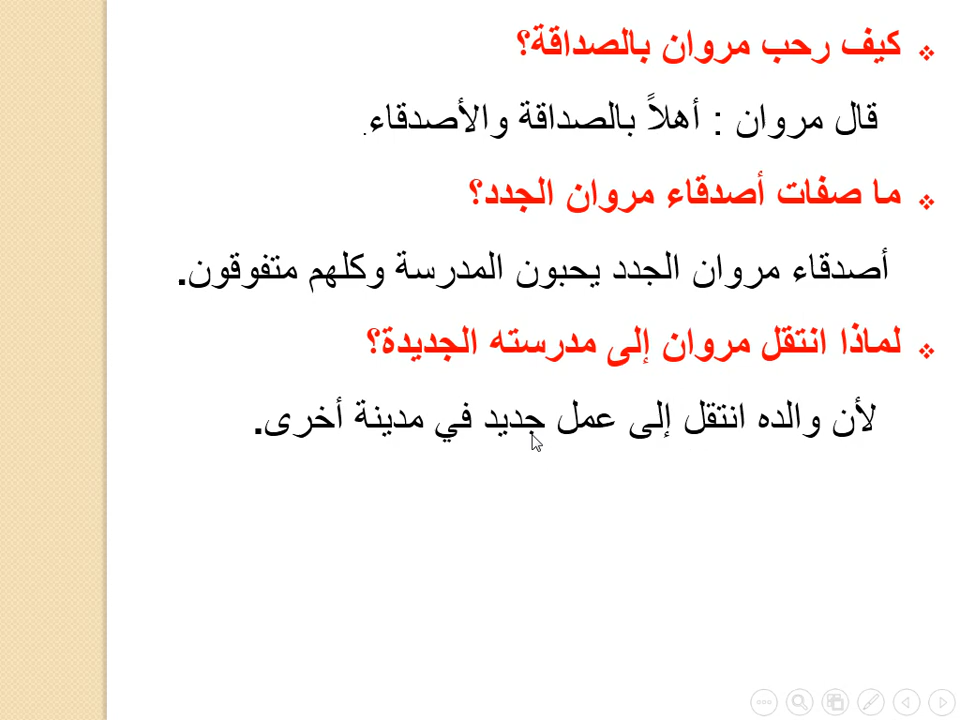 ❖ كيف رحب مروان بالصداقة؟
قال مروان : أهلاً بالصداقة والأصدقاء.
❖ ما صفات أصدقاء مروان الجدد؟
أصدقاء مروان الجدد يحبون المدرسة وكلهم متفوقون.
❖ لماذا انتقل مروان إلى مدرسته الجديدة؟
لأن والده انتقل إلى عمل جديد في مدينة أخرى.